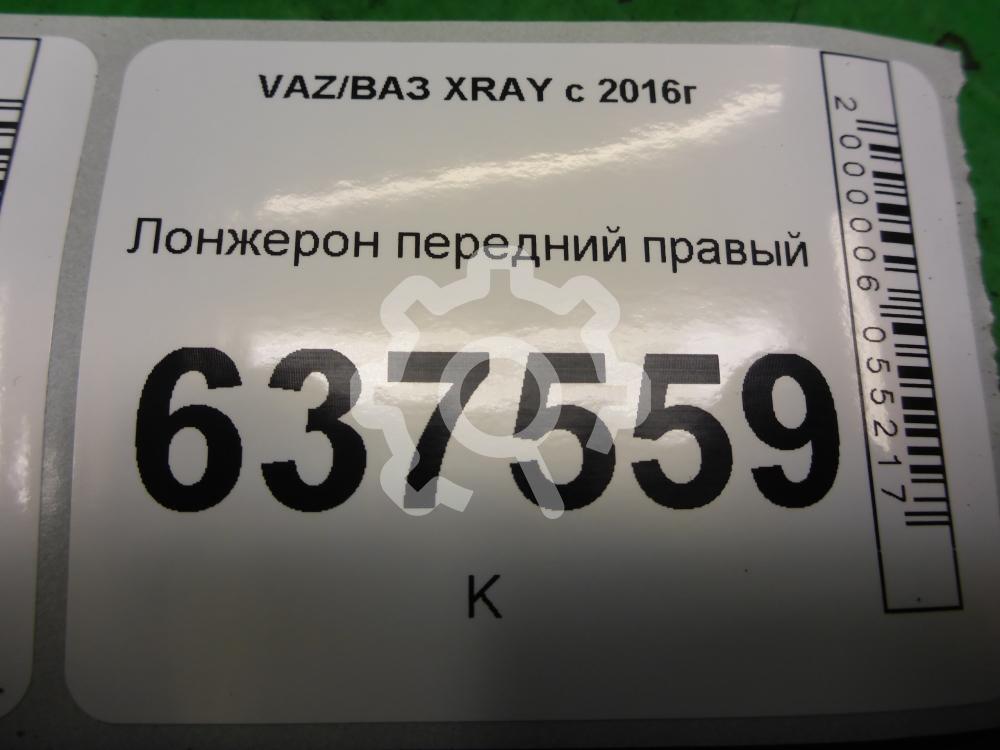 VAZ/ВАЗ XRAY с 2016г
Лонжерон передний правый
637559
К
2000006055217